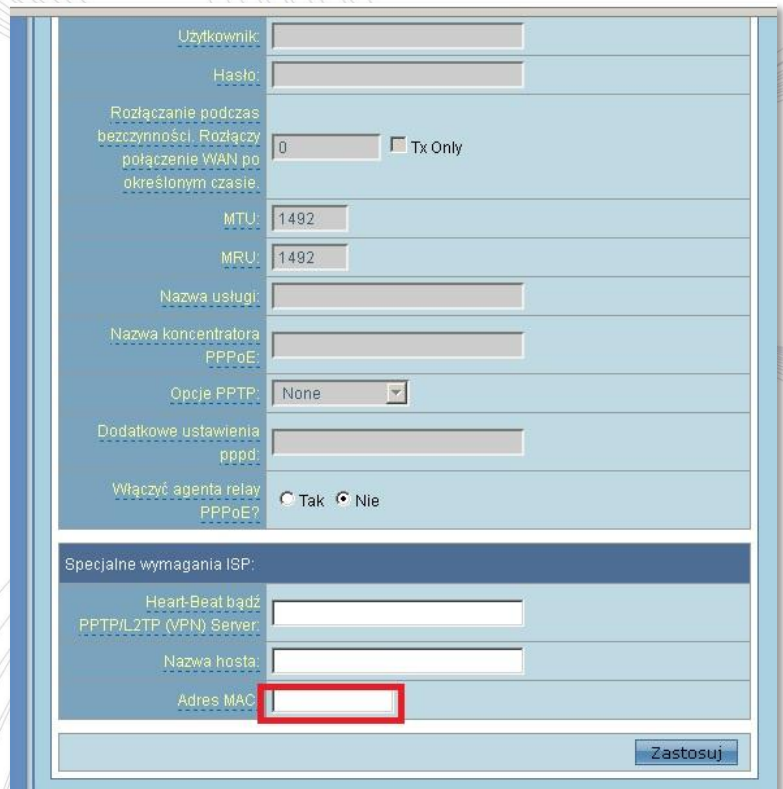 Użytkownik:
Hasło:
Rozłączanie podczas
bezczynności. Rozłączy
połączenie WAN po
określonym czasie.
0 Tx Only
MTU: 1492
MRU: 1492
Nazwa usługi:
Nazwa koncentratora
PPPoE:
Opcje PPTP: None
Dodatkowe ustawienia
pppd:
Włączyć agenta relay
PPPoE?
Tak Nie
Specjalne wymagania ISP:
Heart-Beat bądź
PPTP/L2TP (VPN) Server:
Nazwa hosta:
Adres MAC:
Zastosuj